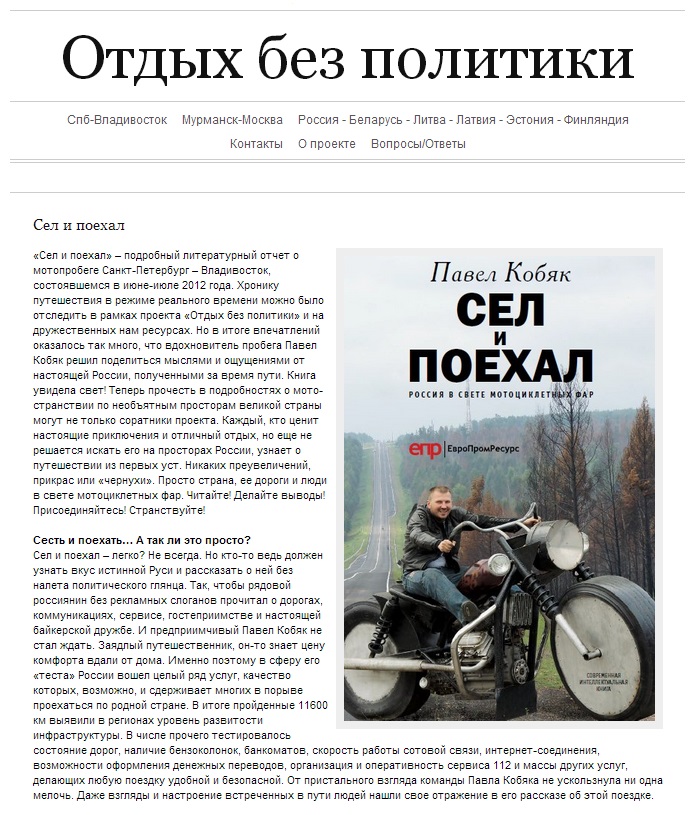 Отдых без политики
Спб-Владивосток Мурманск-Москва Россия - Беларусь - Литва - Латвия - Эстония - Финляндия
Контакты О проекте Вопросы/Ответы
Сел и поехал
«Сел и поехал» – подробный литературный отчет о
мотопробеге Санкт-Петербург – Владивосток,
состоявшемся в июне-июле 2012 года. Хронику
путешествия в режиме реального времени можно было
отследить в рамках проекта «Отдых без политики» и на
дружественных нам ресурсах. Но в итоге впечатлений
оказалось так много, что вдохновитель пробега Павел
Кобяк решил поделиться мыслями и ощущениями от
настоящей России, полученными за время пути. Книга
увидела свет! Теперь прочесть в подробностях о мото-
странствии по необъятным просторам великой страны
могут не только соратники проекта. Каждый, кто ценит
настоящие приключения и отличный отдых, но еще не
решается искать его на просторах России, узнает о
путешествии из первых уст. Никаких преувеличений,
прикрас или «чернухи». Просто страна, ее дороги и люди
в свете мотоциклетных фар. Читайте! Делайте выводы!
Присоединяйтесь! Странствуйте!
Сесть и поехать… А так ли это просто?
Сел и поехал – легко? Не всегда. Но кто-то ведь должен
узнать вкус истинной Руси и рассказать о ней без
налета политического глянца. Так, чтобы рядовой
россиянин без рекламных слоганов прочитал о дорогах,
коммуникациях, сервисе, гостеприимстве и настоящей
байкерской дружбе. И предприимчивый Павел Кобяк не
стал ждать. Заядлый путешественник, он-то знает цену
комфорта вдали от дома. Именно поэтому в сферу его
«теста» России вошел целый ряд услуг, качество
которых, возможно, и сдерживает многих в порыве
проехаться по родной стране. В итоге пройденные 11600
км выявили в регионах уровень развитости
инфраструктуры. В числе прочего тестировалось
состояние дорог, наличие бензоколонок, банкоматов, скорость работы сотовой связи, интернет-соединения,
возможности оформления денежных переводов, организация и оперативность сервиса 112 и массы других услуг,
делающих любую поездку удобной и безопасной. От пристального взгляда команды Павла Кобяка не ускользнула ни одна
мелочь. Даже взгляды и настроение встреченных в пути людей нашли свое отражение в его рассказе об этой поездке.
Павел Кобяк
СЕЛ
И
ПОЕХАЛ
РОССИЯ В СВЕТЕ МОТОЦИКЛЕТНЫХ ФАР
епр ЕвроПромРесурс
СОВРЕМЕННАЯ
ИНТЕЛЛЕКТУАЛЬНАЯ
КНИГА